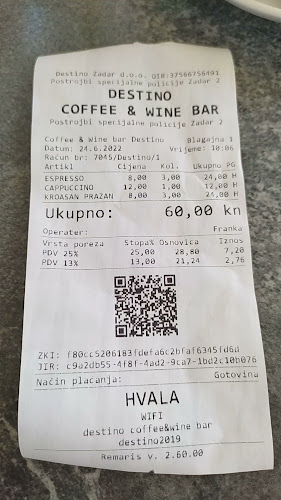 Destino Zadar d.o.o. OIB:37566756491
Postrojbi specijalne policije Zadar 2
DESTINO
COFFEE & WINE BAR
Postrojbi specijalne policije Zadar 2
Coffee & Wine bar Destino Blagajna 1
Datum: 24.6.2022 Vrijeme: 10:06
Račun br: 7045/Destino/1
Artikl Cijena Kol. Ukupno PG
ESPRESSO 8,00 3,00 24,00 H
CAPPUCCINO 12,00 1,00 12,00 H
KROASAN PRAZAN 8,00 3,00 24,00 H
Ukupno: 60,00 kn
Operater: Franka
Vrsta poreza Stopa% Osnovica Iznos
PDV 25% 25,00 28,80 7,20
PDV 13% 13,00 21,24 2,76
ZKI: f80cc5206183fdefa6c2bfaf6345fd6d
JIR: c9a2db55-4f8f-4ad2-9ca7-1bd2c10b076
Način placanja: Gotovina
HVALA
WIFI
destino coffee&wine bar
destino2019
Remaris v. 2.60.00